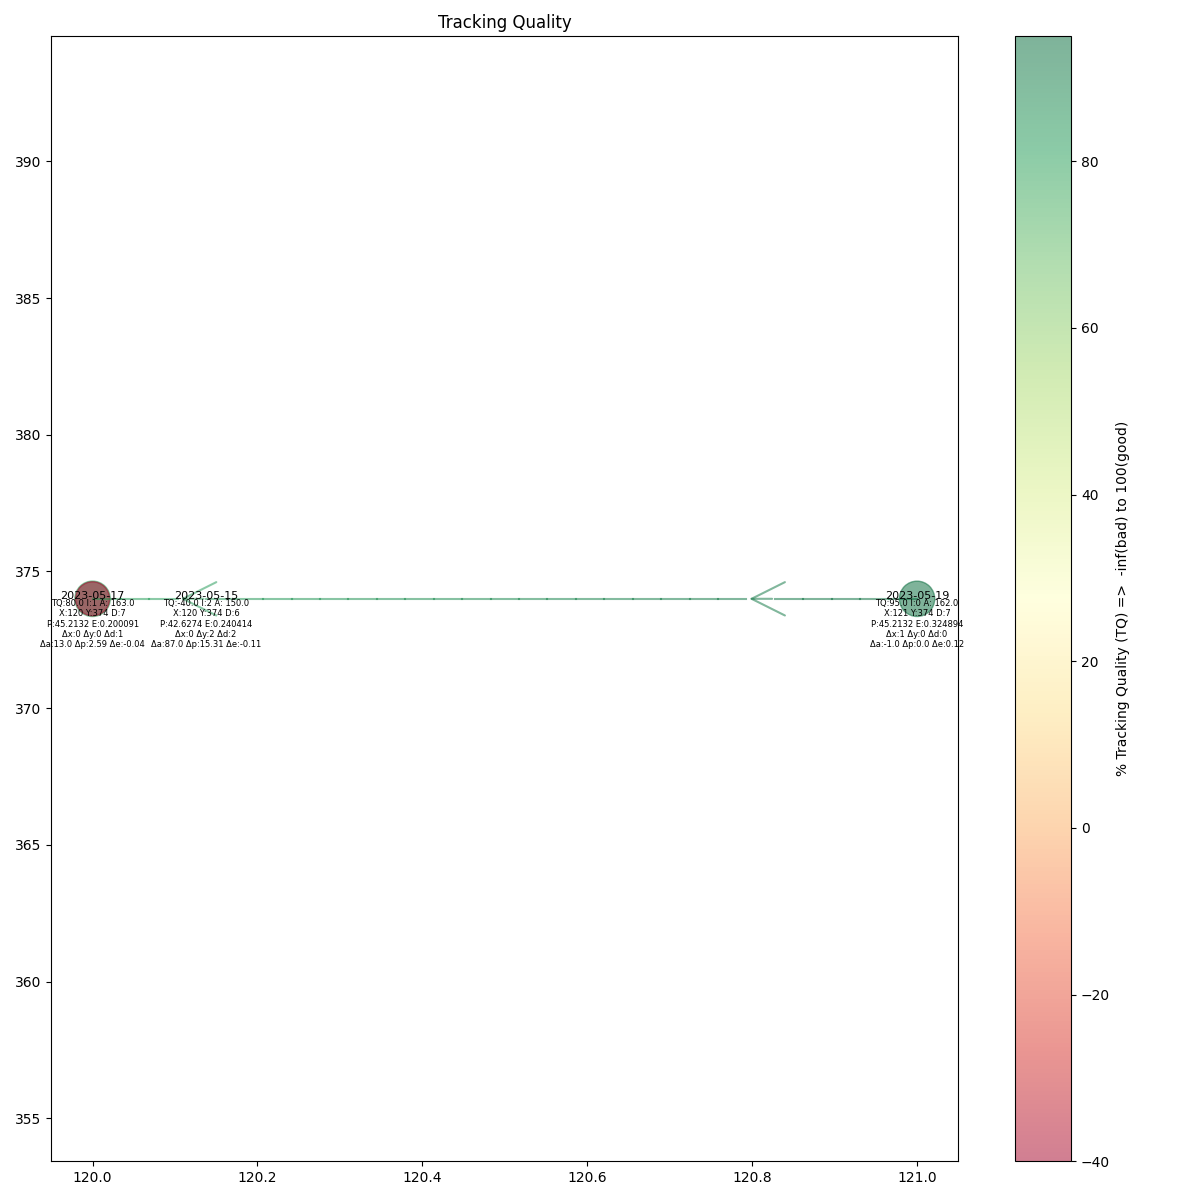 Tracking Quality
390
385
380
375
370
365
360
355
120.0
120.2
120.4
120.6
120.8
121.0
2023-05-17
TQ:80.0 I:1 A: 163.0
X:120 Y:374 D:7
P:45.2132 E:0.200091
Δx:0 Δy:0 Δd:1
Δa:13.0 Δp:2.59 Δe:-0.04
2023-05-15
TQ:-40.0 I:2 A: 150.0
X:120 Y:374 D:6
P:42.6274 E:0.240414
Δx:0 Δy:2 Δd:2
Δa:87.0 Δp:15.31 Δe:-0.11
2023-05-19
TQ:95.0 I:0 A: 162.0
X:121 Y:374 D:7
P:45.2132 E:0.324894
Δx:1 Δy:0 Δd:0
Δa:-1.0 Δp:0.0 Δe:0.12
80
60
40
20
0
−20
−40
% Tracking Quality (TQ) => -inf(bad) to 100(good)